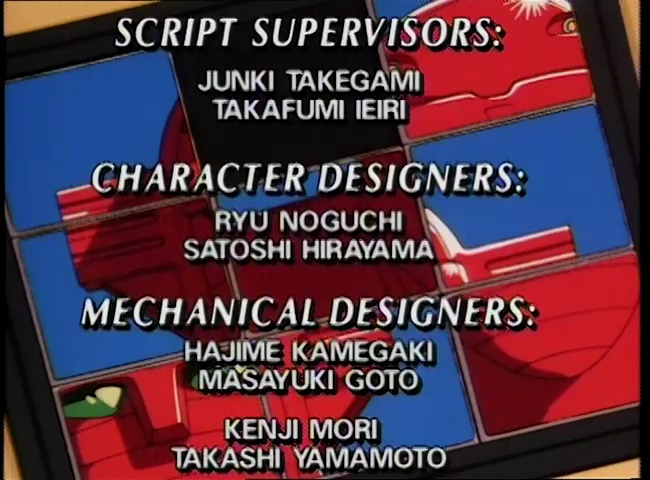 SCRIPT SUPERVISORS:
JUNKI TAKEGAMI
TAKAFUMI IEIRI
CHARACTER DESIGNERS:
RYU NOGUCHI
SATOSHI HIRAYAMA
MECHANICAL DESIGNERS:
HAJIME KAMEGAKI
MASAYUKI GOTO
KENJI MORI
TAKASHI YAMAMOTO